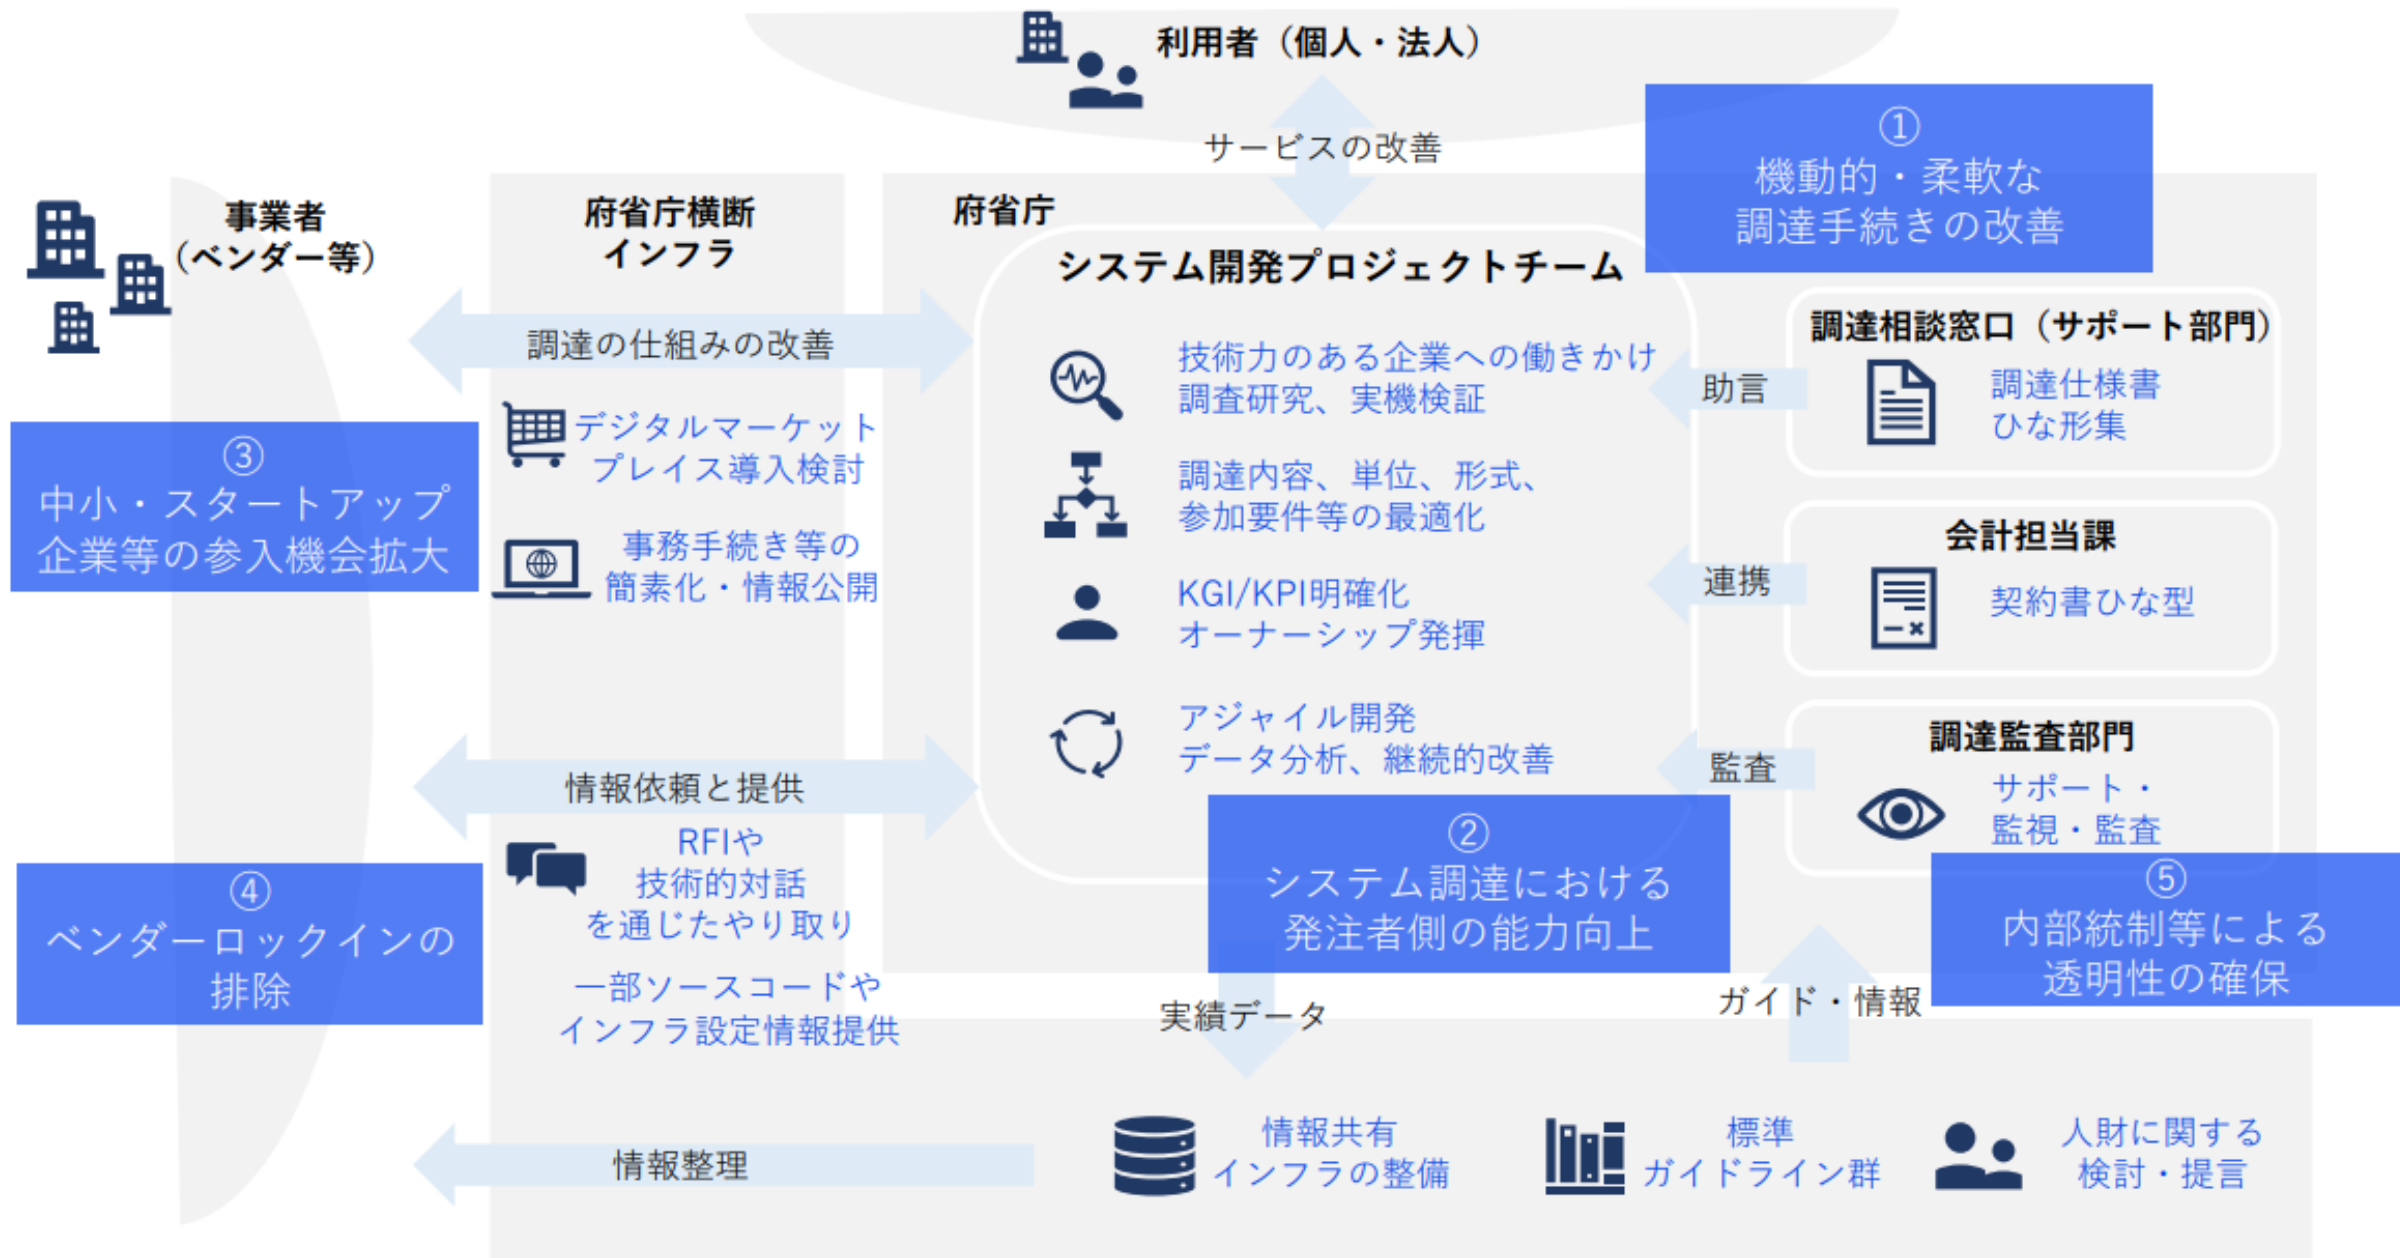 利用者（個人・法人）
サービスの改善
①
機動的・柔軟な
調達手続きの改善
事業者
（ベンダー等）
府省庁横断
インフラ
府省庁
システム開発プロジェクトチーム
調達の仕組みの改善
デジタルマーケット
プレイス導入検討
事務手続き等の
簡素化・情報公開
③
中小・スタートアップ
企業等の参入機会拡大
技術力のある企業への働きかけ
調査研究、実機検証
調達内容、単位、形式、
参加要件等の最適化
KGI/KPI明確化
オーナーシップ発揮
アジャイル開発
データ分析、継続的改善
助言
調達相談窓口（サポート部門）
調達仕様書
ひな形集
連携
会計担当課
契約書ひな型
監査
調達監査部門
サポート・
監視・監査
情報依頼と提供
RFIや
技術的対話
を通じたやり取り
一部ソースコードや
インフラ設定情報提供
④
ベンダーロックインの
排除
②
システム調達における
発注者側の能力向上
⑤
内部統制等による
透明性の確保
実績データ
ガイド・情報
情報整理
情報共有
インフラの整備
標準
ガイドライン群
人財に関する
検討・提言